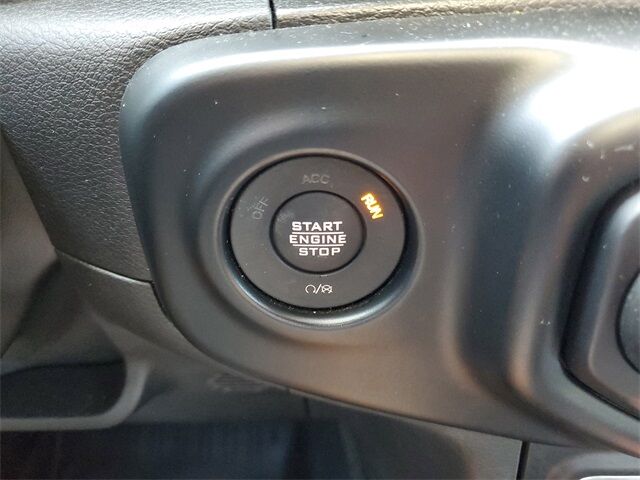 ACC
OFF
RUN
START
ENGINE
STOP